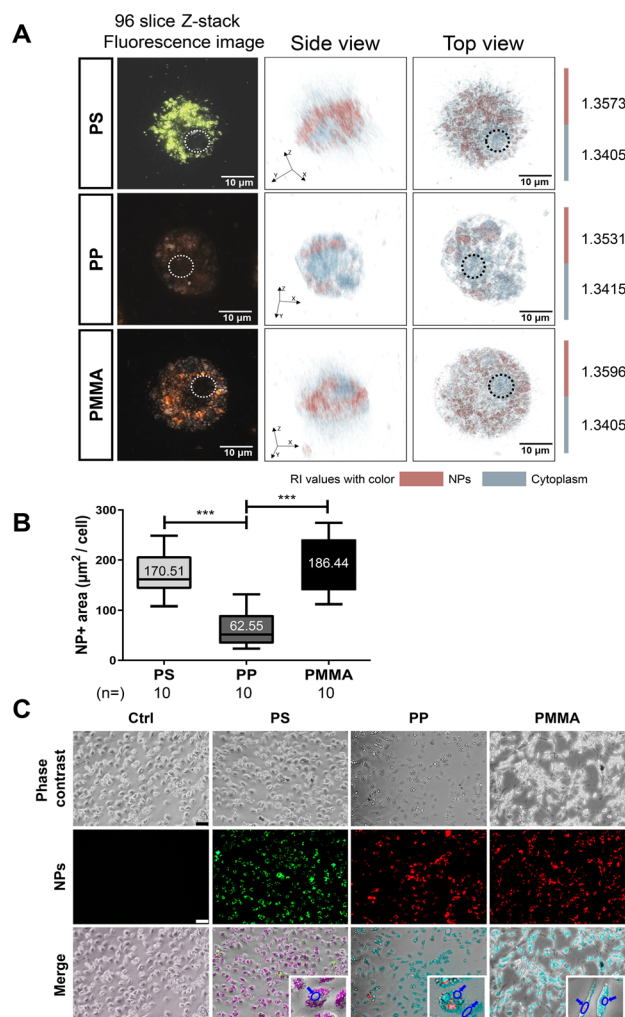 A
96 slice Z-stack
Fluorescence image
Side view
Top view
PS
10 µm
Z
Y
X
10 µm
1.3573
1.3405
PP
10 µm
Z
X
Y
10 µm
1.3531
1.3415
PMMA
10 µm
Z
X
Y
10 µm
1.3596
1.3405
RI values with color
NPs
Cytoplasm
B
NP+ area (µm² / cell)
300
200
100
0
***
***
170.51
62.55
186.44
PS
PP
PMMA
(n=)
10
10
10
C
Ctrl
PS
PP
PMMA
Phase
contrast
NPs
Merge